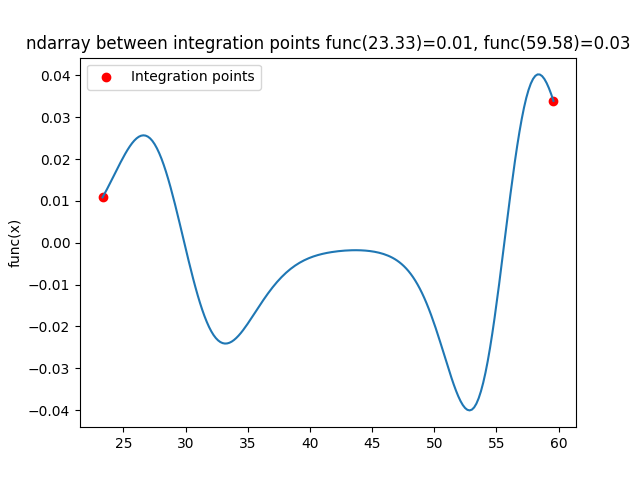 ndarray between integration points func(23.33)=0.01, func(59.58)=0.03
Integration points
func(x)
0.04
0.03
0.02
0.01
0.00
−0.01
−0.02
−0.03
−0.04
25 30 35 40 45 50 55 60